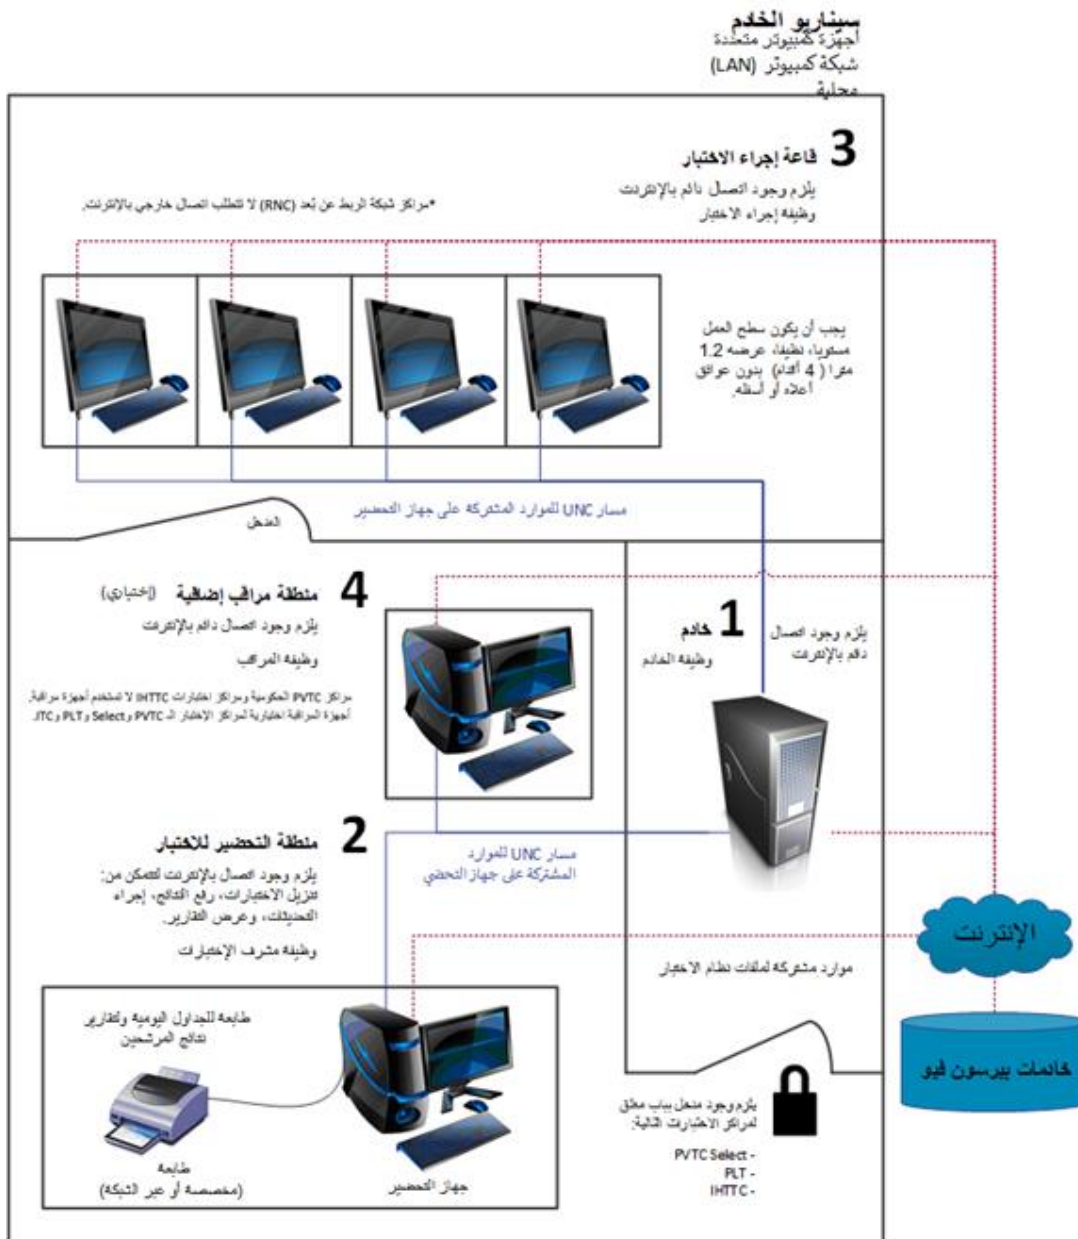 سيناريو الخادم
أجهزة كمبيوتر متعددة
شبكة كمبيوتر (LAN)
محلية
3 قاعة إجراء الاختبار
يلزم وجود اتصال دائم بالإنترنت
وظيفة إجراء الاختبار
*مراكز شبكة الربط عن بُعد (RNC) لا تتطلب اتصال خارجي بالإنترنت.
يجب أن يكون سطح العمل
مستويا، نظيفا، عرضه 1.2
مترا ( 4 أقدام) بدون عوائق
أعلاه أو أسفله.
مسار UNC للموارد المشتركة على جهاز التحضير
المدخل
4 منطقة مراقب إضافية (إختياري)
يلزم وجود اتصال دائم بالإنترنت
وظيفة المراقب
مراكز PVTC الحكومية ومراكز اختبارات IHTTC لا تستخدم أجهزة مراقبة.
أجهزة المراقبة اختيارية لمراكز الإختبار الـ PVTC وSelect وPLT وITC.
1 خادم
وظيفة الخادم
يلزم وجود اتصال
دائم بالإنترنت
2 منطقة التحضير للاختبار
يلزم وجود اتصال بالإنترنت لتتمكن من:
تنزيل الاختبارات، رفع النتائج، إجراء
التحديثات، وعرض التقارير.
وظيفة مشرف الإختبارات
مسار UNC للموارد
المشتركة على جهاز التحضي
موارد مشتركة لملفات نظام الاختبار
الإنترنت
خادمات بيرسون فيو
طابعة للجداول اليومية ولتقارير
نتائج المرشحين
طابعة
(مخصصة أو عبر الشبكة)
جهاز التحضير
يلزم وجود مدخل بباب مغلق
لمراكز الاختبارت التالية:
- PVTC Select
- PLT
- IHTTC